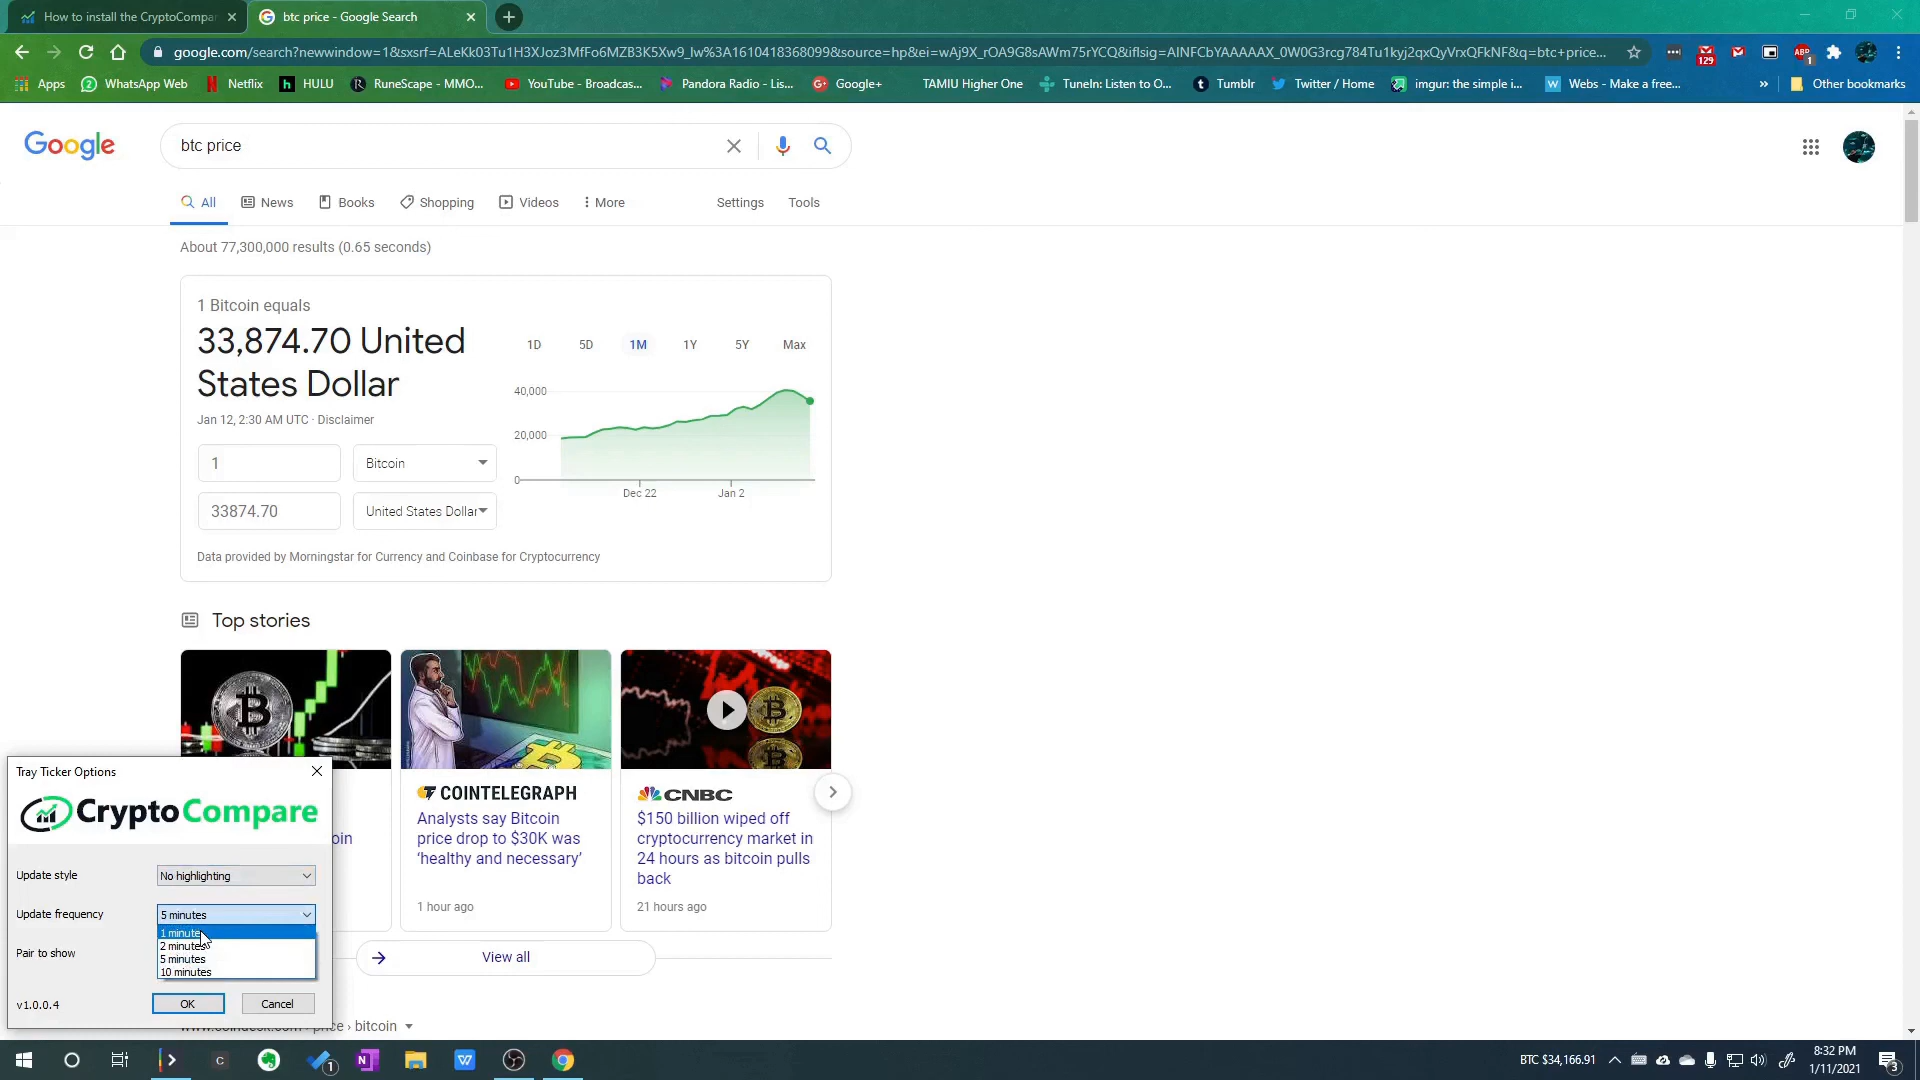 How to install the CryptoCompar
btc price - Google Search
google.com/search?newwindow=1&sxsrf=ALeKk03Tu1H3XJoz3MfFo6MZB3K5Xw9_lw%3A1610418368099&source=hp&ei=wAj9X_rOA9G8sAWm75rYCQ&iflsig=AINFCbYAAAAAX_0W0G3rcg784Tu1kyj2qxQyVrxQFkNF&q=btc+price...
129
ABP
1
Apps
WhatsApp Web
Netflix
h HULU
RuneScape - MMO...
YouTube - Broadcas...
Pandora Radio - Lis...
Google+
TAMIU Higher One
TuneIn: Listen to O...
Tumblr
Twitter / Home
imgur: the simple i...
W Webs - Make a free...
»
Other bookmarks
Google
btc price
All
News
Books
Shopping
Videos
More
Settings
Tools
About 77,300,000 results (0.65 seconds)
1 Bitcoin equals
33,874.70 United
States Dollar
Jan 12, 2:30 AM UTC · Disclaimer
1D 5D 1M 1Y 5Y Max
40,000
20,000
0
Dec 22
Jan 2
1
Bitcoin
33874.70
United States Dollar
Data provided by Morningstar for Currency and Coinbase for Cryptocurrency
Top stories
COINTELEGRAPH
Analysts say Bitcoin
price drop to $30K was
‘healthy and necessary’
1 hour ago
CNBC
$150 billion wiped off
cryptocurrency market in
24 hours as bitcoin pulls
back
21 hours ago
View all
› bitcoin
Tray Ticker Options
CryptoCompare
Update style
No highlighting
Update frequency
5 minutes
1 minute
2 minutes
5 minutes
10 minutes
Pair to show
v1.0.0.4
OK
Cancel
C
1
N
W
BTC $34,166.91
8:32 PM
1/11/2021
3